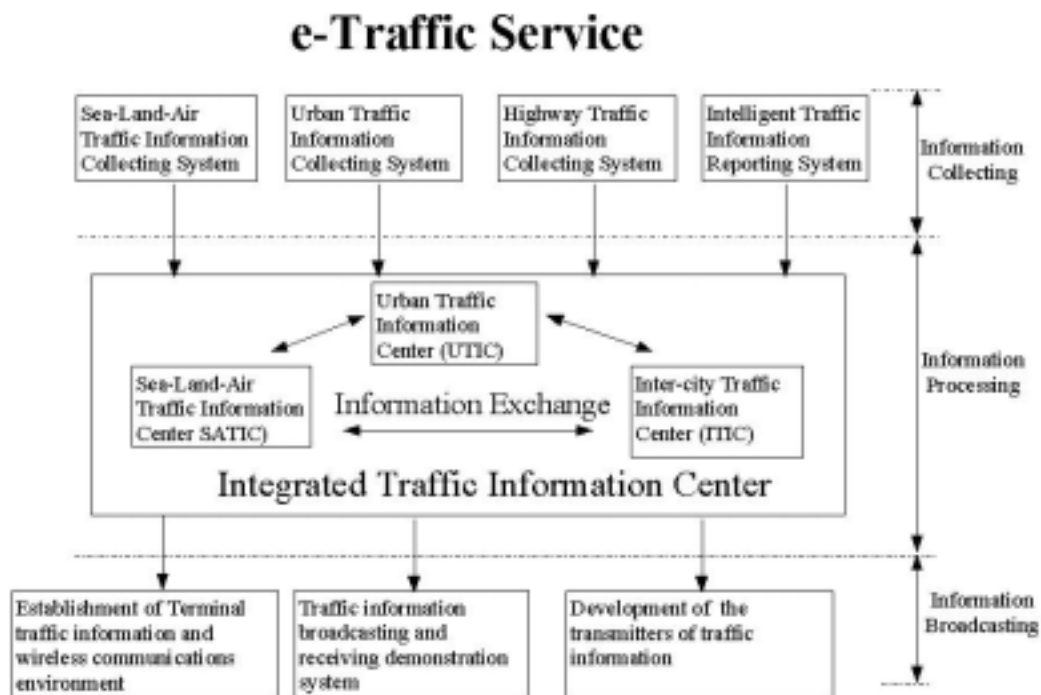 e-Traffic Service
Sea-Land-Air
Traffic Information
Collecting System
Urban Traffic
Information
Collecting System
Highway Traffic
Information
Collecting System
Intelligent Traffic
Information
Reporting System
Information
Collecting
Urban Traffic
Information
Center (UTIC)
Sea-Land-Air
Traffic Information
Center SATIC)
Information Exchange
Inter-city Traffic
Information
Center (ITIC)
Integrated Traffic Information Center
Information
Processing
Establishment of Terminal
traffic information and
wireless communications
environment
Traffic information
broadcasting and
receiving demonstration
system
Development of the
transmitters of traffic
information
Information
Broadcasting